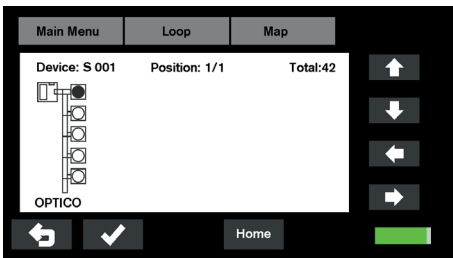 Main Menu Loop Map
Device: S 001 Position: 1/1 Total:42
OPTICO
Home